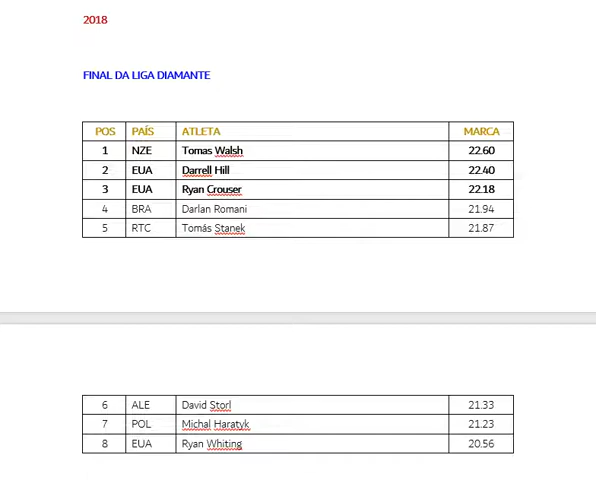 2018
FINAL DA LIGA DIAMANTE
POS PAÍS ATLETA MARCA
1 NZE Tomas Walsh 22.60
2 EUA Darrell Hill 22.40
3 EUA Ryan Crouser 22.18
4 BRA Darlan Romani 21.94
5 RTC Tomás Stanek 21.87
6 ALE David Storl 21.33
7 POL Michal Haratyk 21.23
8 EUA Ryan Whiting 20.56